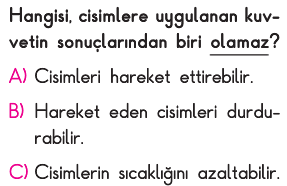 Hangisi, cisimlere uygulanan kuv-
vetin sonuçlarından biri olamaz?
A) Cisimleri hareket ettirebilir.
B) Hareket eden cisimleri durdu-
rabilir.
C) Cisimlerin sıcaklığını azaltabilir.